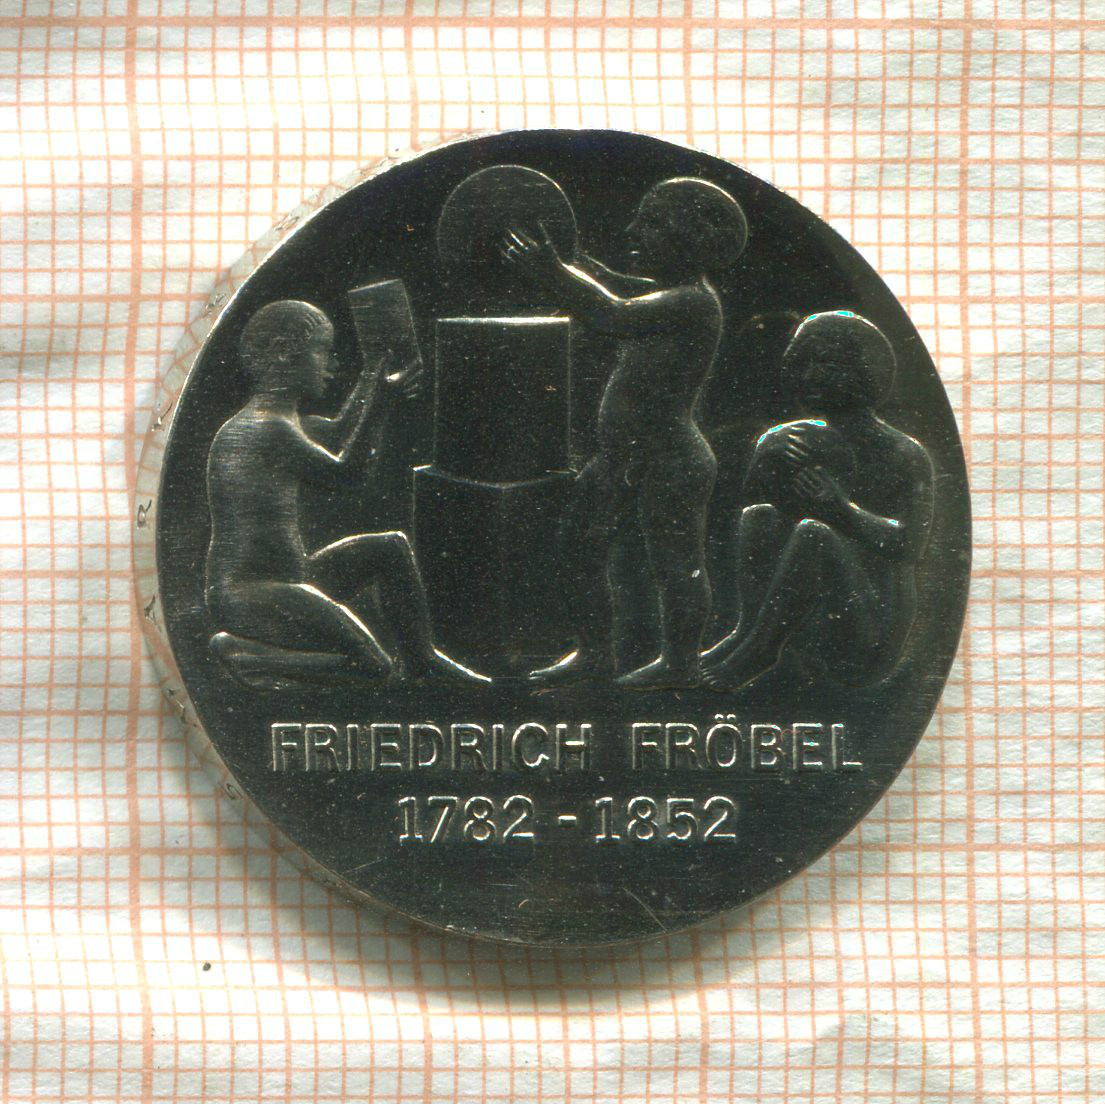 FRIEDRICH FRÖBEL
1782 - 1852